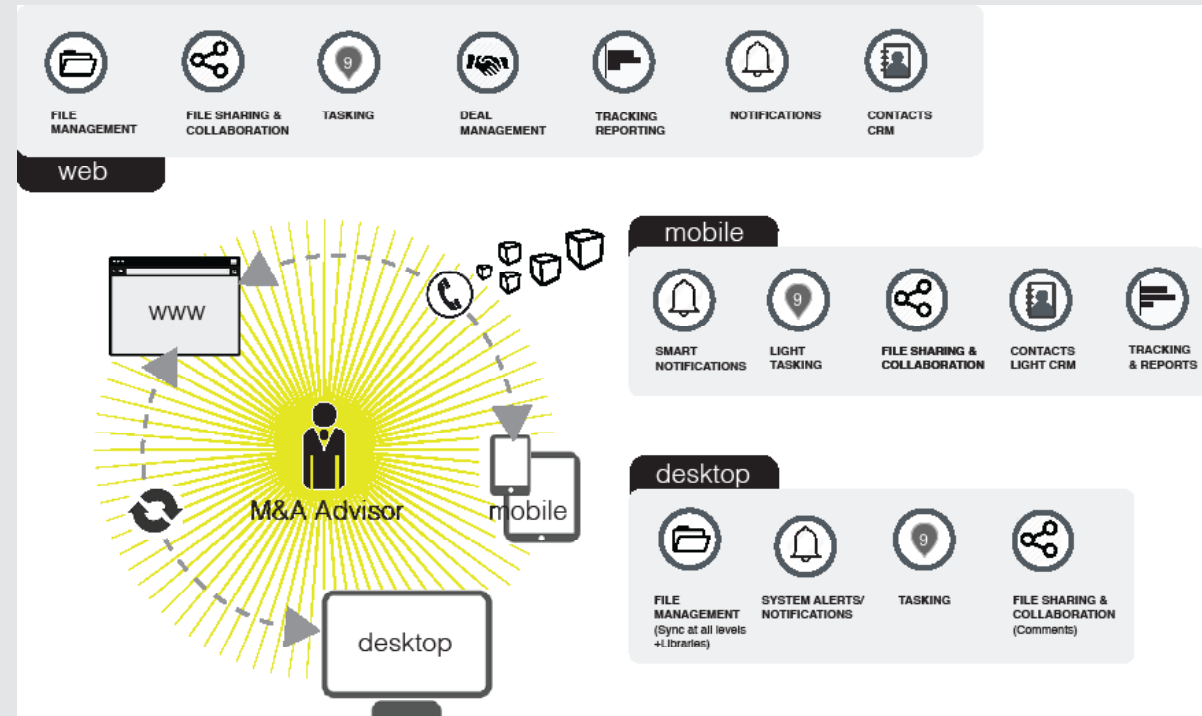 FILE
MANAGEMENT
FILE SHARING &
COLLABORATION
9
TASKING
DEAL
MANAGEMENT
TRACKING
REPORTING
NOTIFICATIONS
CONTACTS
CRM
web
www
M&A Advisor
mobile
desktop
mobile
SMART
NOTIFICATIONS
9
LIGHT
TASKING
FILE SHARING &
COLLABORATION
CONTACTS
LIGHT CRM
TRACKING
& REPORTS
desktop
FILE
MANAGEMENT
(Sync at all levels
+Libraries)
SYSTEM ALERTS/
NOTIFICATIONS
9
TASKING
FILE SHARING &
COLLABORATION
(Comments)